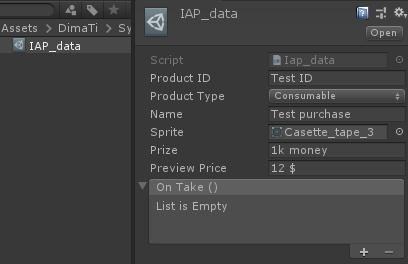 IAP_data
Open
Assets DimaTi Sy
IAP_data
Script Iap_data
Product ID Test ID
Product Type Consumable
Name Test purchase
Sprite Casette_tape_3
Prize 1k money
Preview Price 12 $
On Take ()
List is Empty